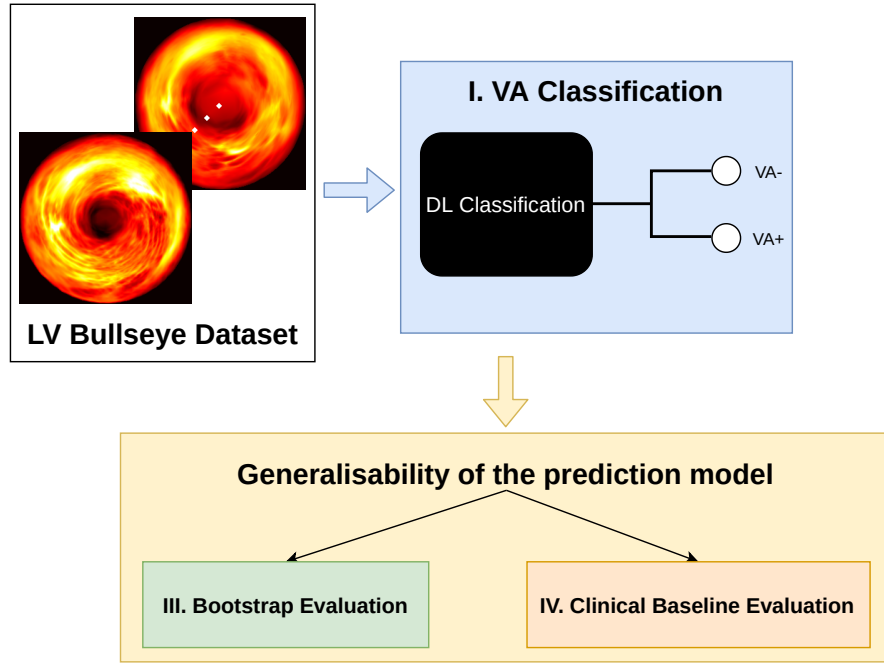 LV Bullseye Dataset
I. VA Classification
DL Classification
VA-
VA+
Generalisability of the prediction model
III. Bootstrap Evaluation
IV. Clinical Baseline Evaluation